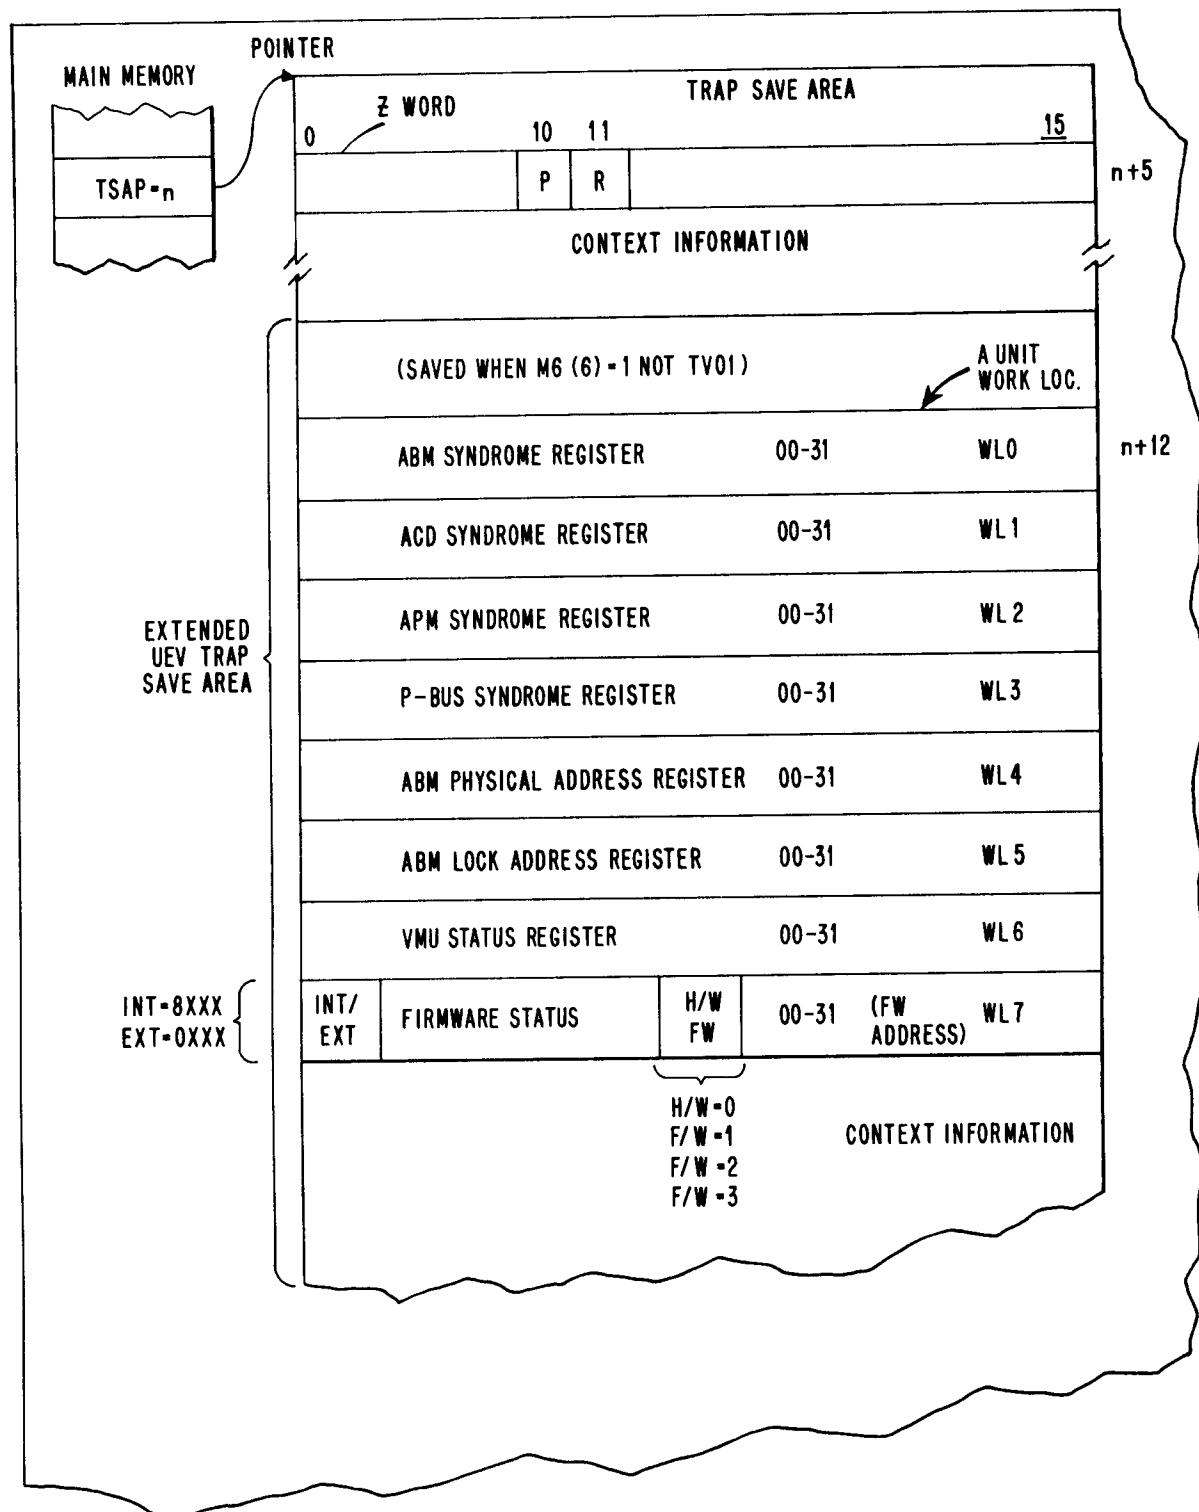 POINTER
MAIN MEMORY
TRAP SAVE AREA
Z WORD
0
10
11
15
TSAP=n
P
R
n+5
CONTEXT INFORMATION
(SAVED WHEN M6 (6)=1 NOT TV01)
A UNIT
WORK LOC.
ABM SYNDROME REGISTER 00-31 WL0
n+12
ACD SYNDROME REGISTER 00-31 WL1
APM SYNDROME REGISTER 00-31 WL2
EXTENDED
UEV TRAP
SAVE AREA
P-BUS SYNDROME REGISTER 00-31 WL3
ABM PHYSICAL ADDRESS REGISTER 00-31 WL4
ABM LOCK ADDRESS REGISTER 00-31 WL5
VMU STATUS REGISTER 00-31 WL6
INT=8XXX
EXT=0XXX
INT/
EXT
FIRMWARE STATUS
H/W
FW
00-31
(FW
ADDRESS)
WL7
H/W=0
F/W=1
F/W=2
F/W=3
CONTEXT INFORMATION